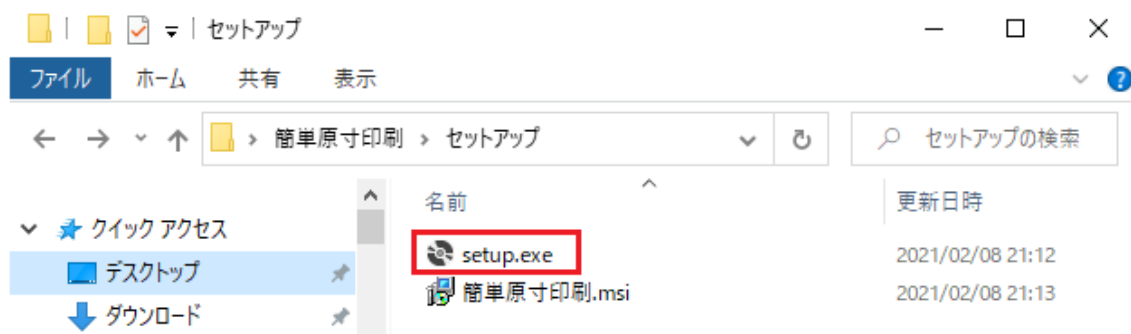 セットアップ
ファイル ホーム 共有 表示
簡単原寸印刷 › セットアップ セットアップの検索
名前 更新日時
クイック アクセス
setup.exe 2021/02/08 21:12
デスクトップ
簡単原寸印刷.msi 2021/02/08 21:13
ダウンロード